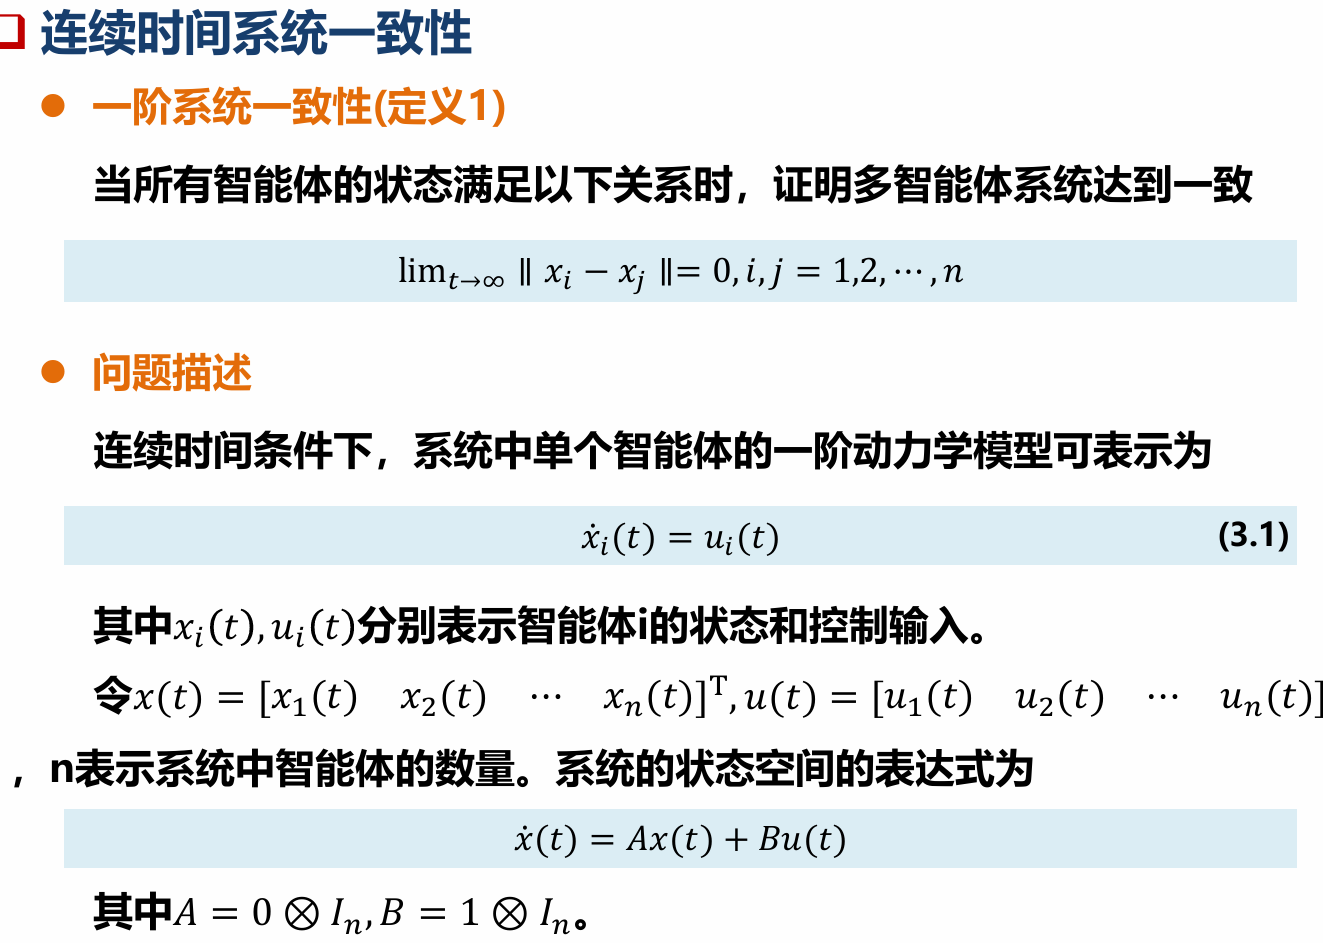 连续时间系统一致性
一阶系统一致性(定义1)
当所有智能体的状态满足以下关系时，证明多智能体系统达到一致
lim_{t→∞} ∥ x_i − x_j ∥= 0, i, j = 1,2, ⋯ , n
问题描述
连续时间条件下，系统中单个智能体的一阶动力学模型可表示为
ẋ_i(t) = u_i(t) (3.1)
其中x_i(t), u_i(t)分别表示智能体i的状态和控制输入。
令x(t) = [x_1(t) x_2(t) ⋯ x_n(t)]^T, u(t) = [u_1(t) u_2(t) ⋯ u_n(t)]
，n表示系统中智能体的数量。系统的状态空间的表达式为
ẋ(t) = Ax(t) + Bu(t)
其中A = 0 ⊗ I_n, B = 1 ⊗ I_n。